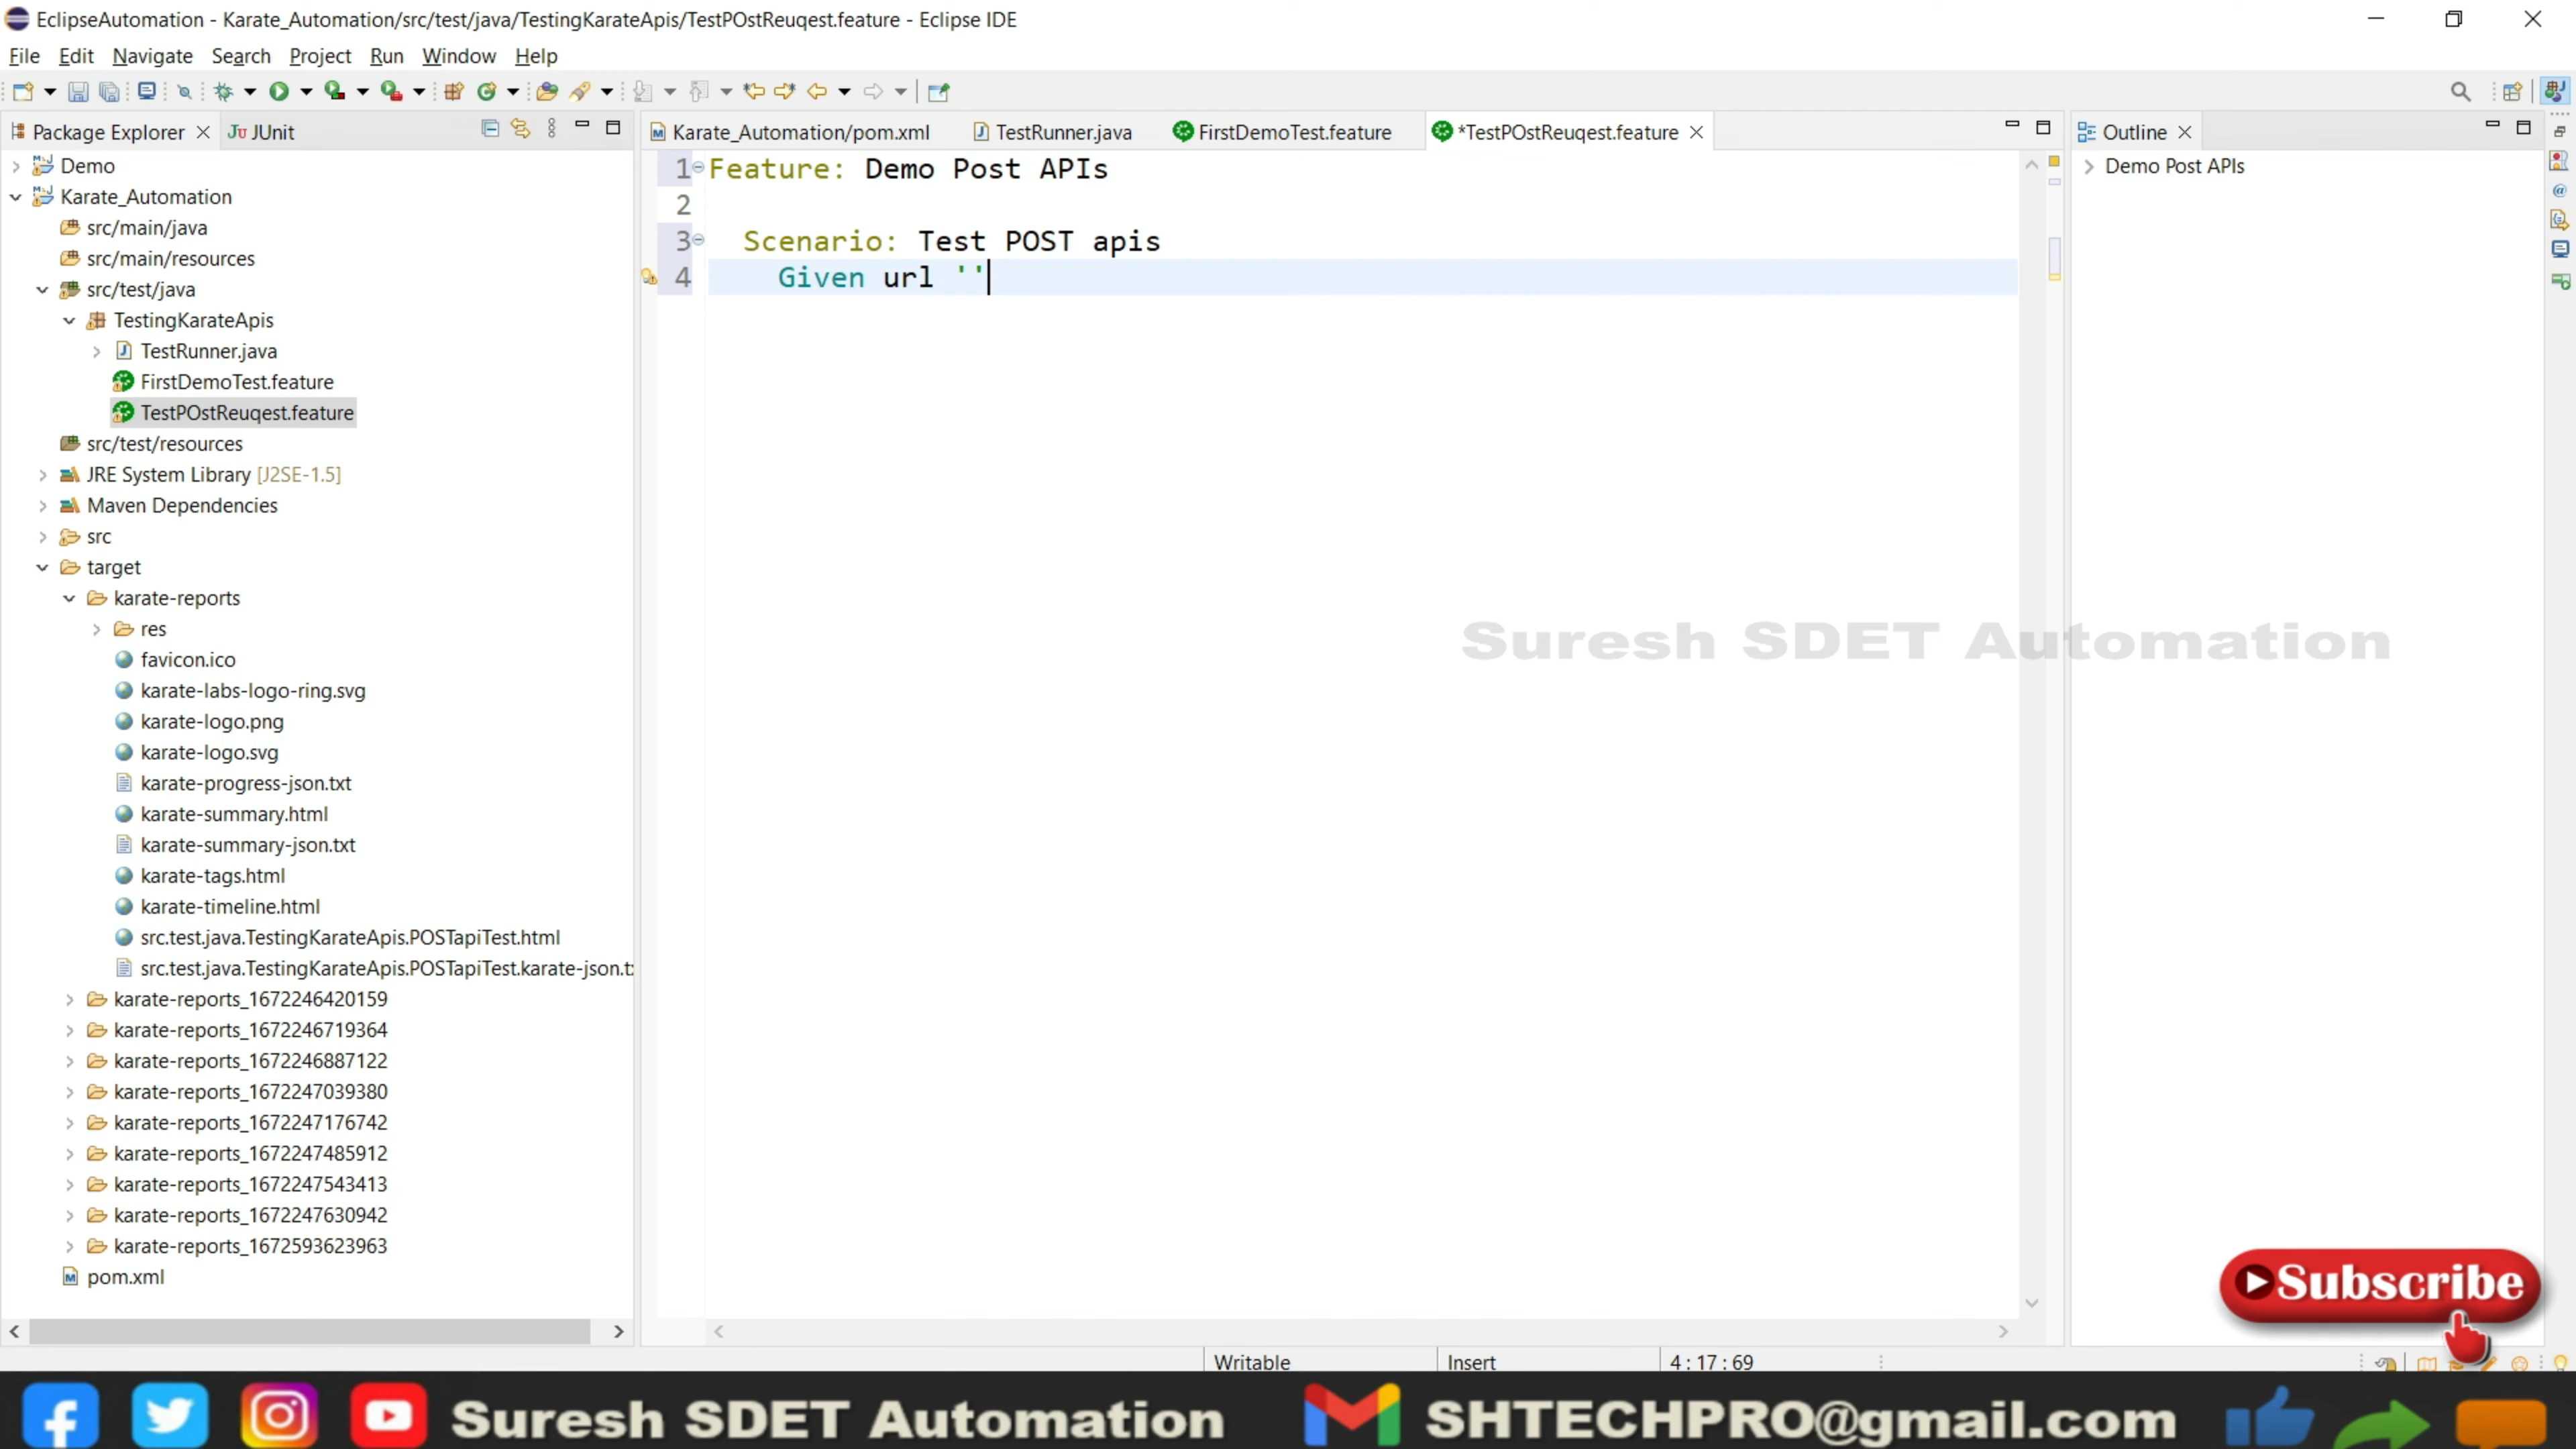 EclipseAutomation - Karate_Automation/src/test/java/TestingKarateApis/TestPOstReuqest.feature - Eclipse IDE
File Edit Navigate Search Project Run Window Help
Package Explorer
JUnit
Karate_Automation/pom.xml
TestRunner.java
FirstDemoTest.feature
*TestPOstReuqest.feature
Outline
Demo
Karate_Automation
src/main/java
src/main/resources
src/test/java
TestingKarateApis
TestRunner.java
FirstDemoTest.feature
TestPOstReuqest.feature
src/test/resources
JRE System Library [J2SE-1.5]
Maven Dependencies
src
target
karate-reports
res
favicon.ico
karate-labs-logo-ring.svg
karate-logo.png
karate-logo.svg
karate-progress-json.txt
karate-summary.html
karate-summary-json.txt
karate-tags.html
karate-timeline.html
src.test.java.TestingKarateApis.POSTapiTest.html
src.test.java.TestingKarateApis.POSTapiTest.karate-json.t
karate-reports_1672246420159
karate-reports_1672246719364
karate-reports_1672246887122
karate-reports_1672247039380
karate-reports_1672247176742
karate-reports_1672247485912
karate-reports_1672247543413
karate-reports_1672247630942
karate-reports_1672593623963
pom.xml
1 Feature: Demo Post APIs
2
3 Scenario: Test POST apis
4 Given url ''
Demo Post APIs
Suresh SDET Automation
Subscribe
Writable
Insert
4 : 17 : 69
Suresh SDET Automation
SHTECHPRO@gmail.com